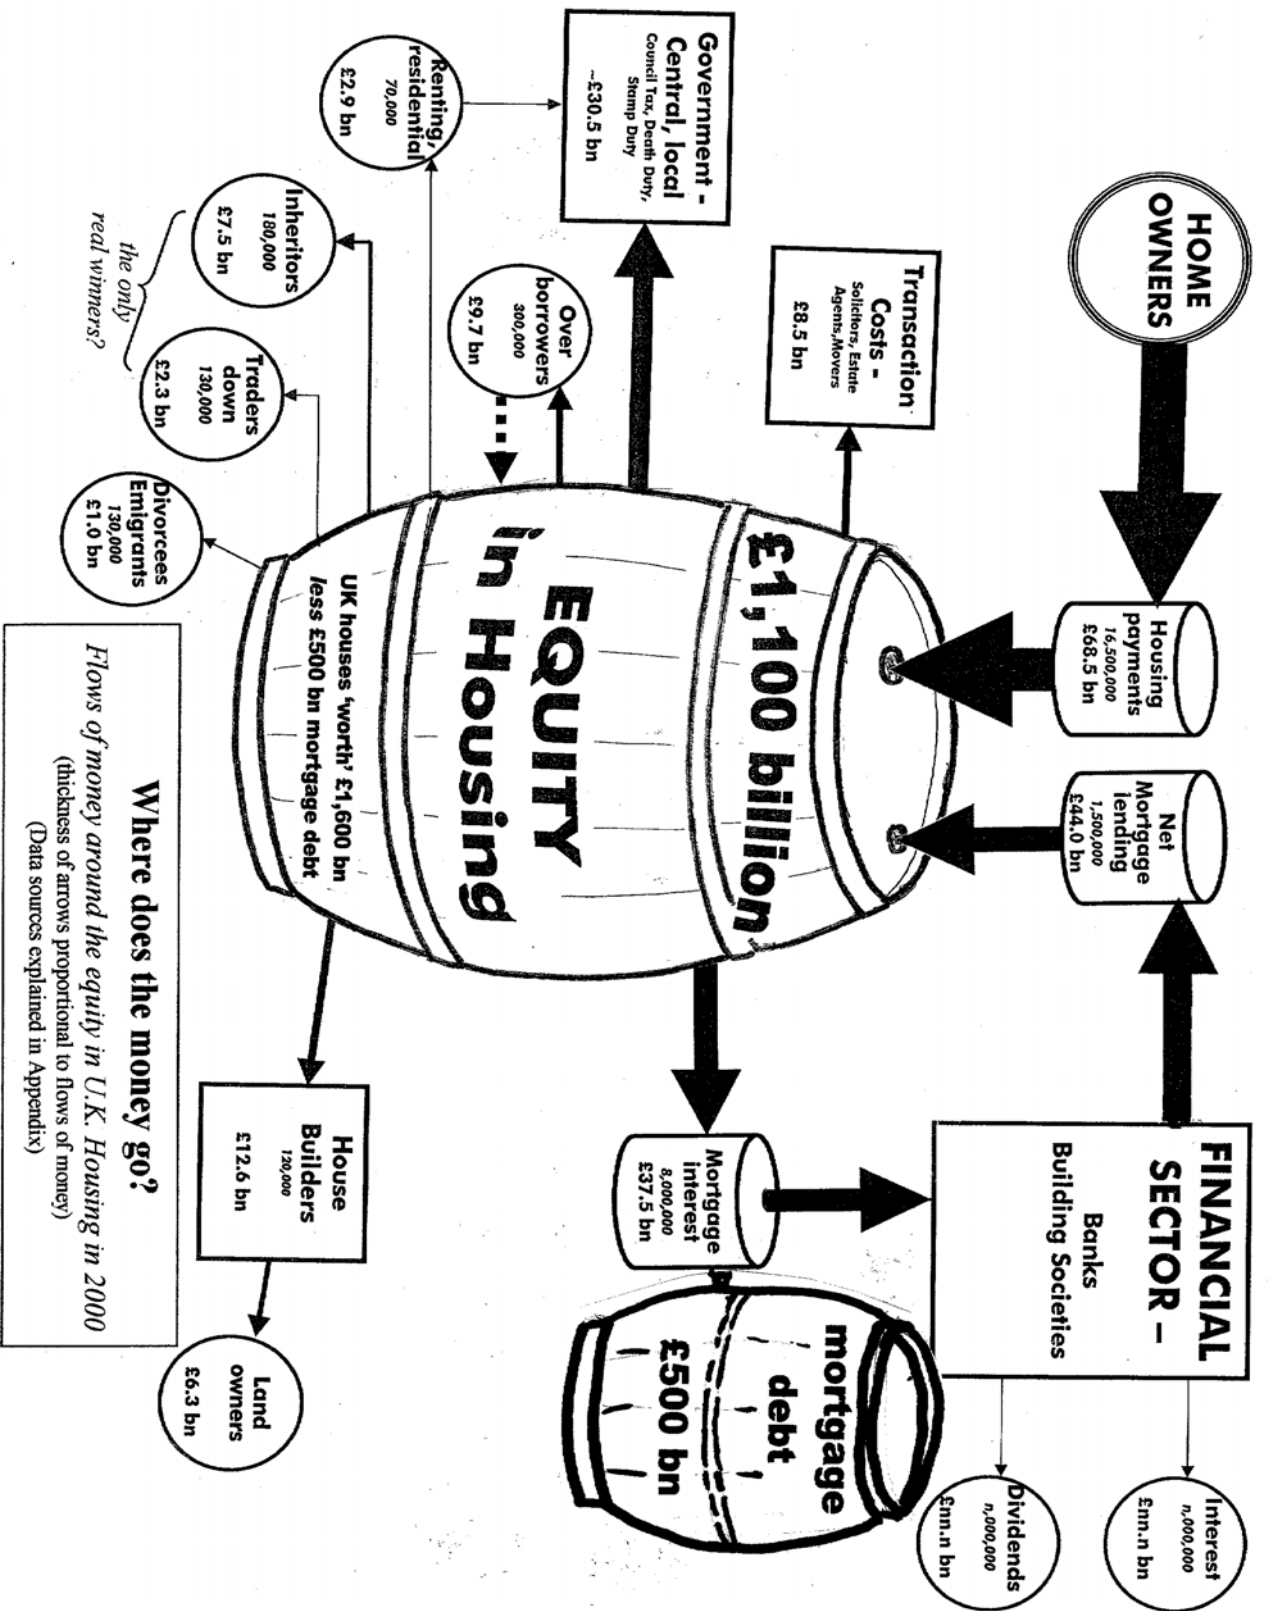 HOME
OWNERS
Housing
payments
16,500,000
£68.5 bn
Net
Mortgage
lending
1,500,000
£44.0 bn
FINANCIAL
SECTOR –
Banks
Building Societies
Interest
n,000,000
£nn.n bn
Dividends
n,000,000
£nn.n bn
Transaction
Costs -
Solicitors, Estate
Agents,Movers
£8.5 bn
Government -
Central, local
Council Tax, Death Duty,
Stamp Duty
~£30.5 bn
Over
borrowers
300,000
£9.7 bn
£1,100 billion
EQUITY
in Housing
UK houses 'worth' £1,600 bn
less £500 bn mortgage debt
Mortgage
interest
8,000,000
£37.5 bn
mortgage
debt
£500 bn
Renting,
residential
70,000
£2.9 bn
Inheritors
180,000
£7.5 bn
Traders
down
130,000
£2.3 bn
the only
real winners?
Divorcees
Emigrants
130,000
£1.0 bn
House
Builders
120,000
£12.6 bn
Land
owners
£6.3 bn
Where does the money go?
Flows of money around the equity in U.K. Housing in 2000
(thickness of arrows proportional to flows of money)
(Data sources explained in Appendix)